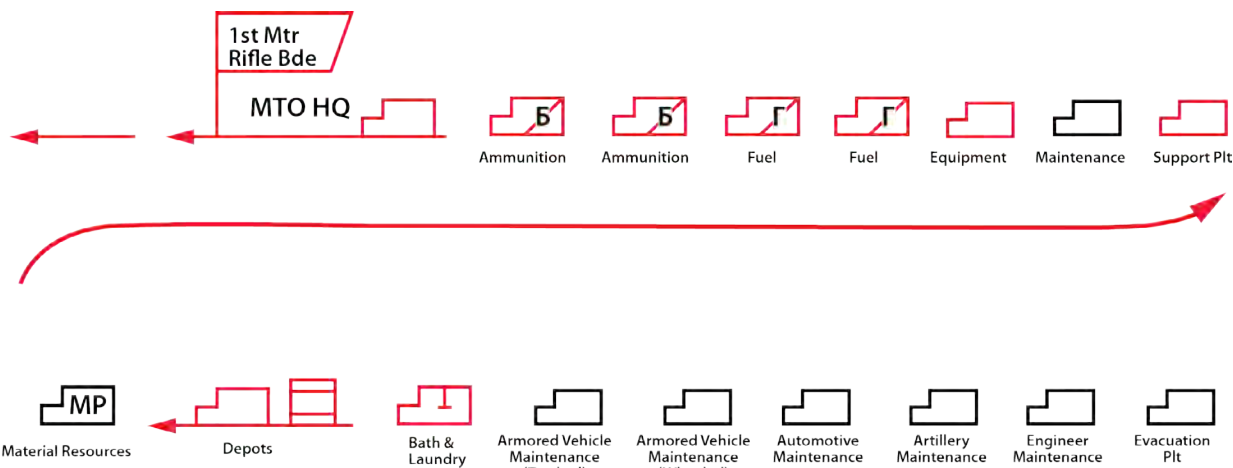 1st Mtr
Rifle Bde
MTO HQ
Б
Б
Г
Г
Ammunition
Ammunition
Fuel
Fuel
Equipment
Maintenance
Support Plt
MP
Material Resources
Depots
Bath &
Laundry
Armored Vehicle
Maintenance
Armored Vehicle
Maintenance
Automotive
Maintenance
Artillery
Maintenance
Engineer
Maintenance
Evacuation
Plt